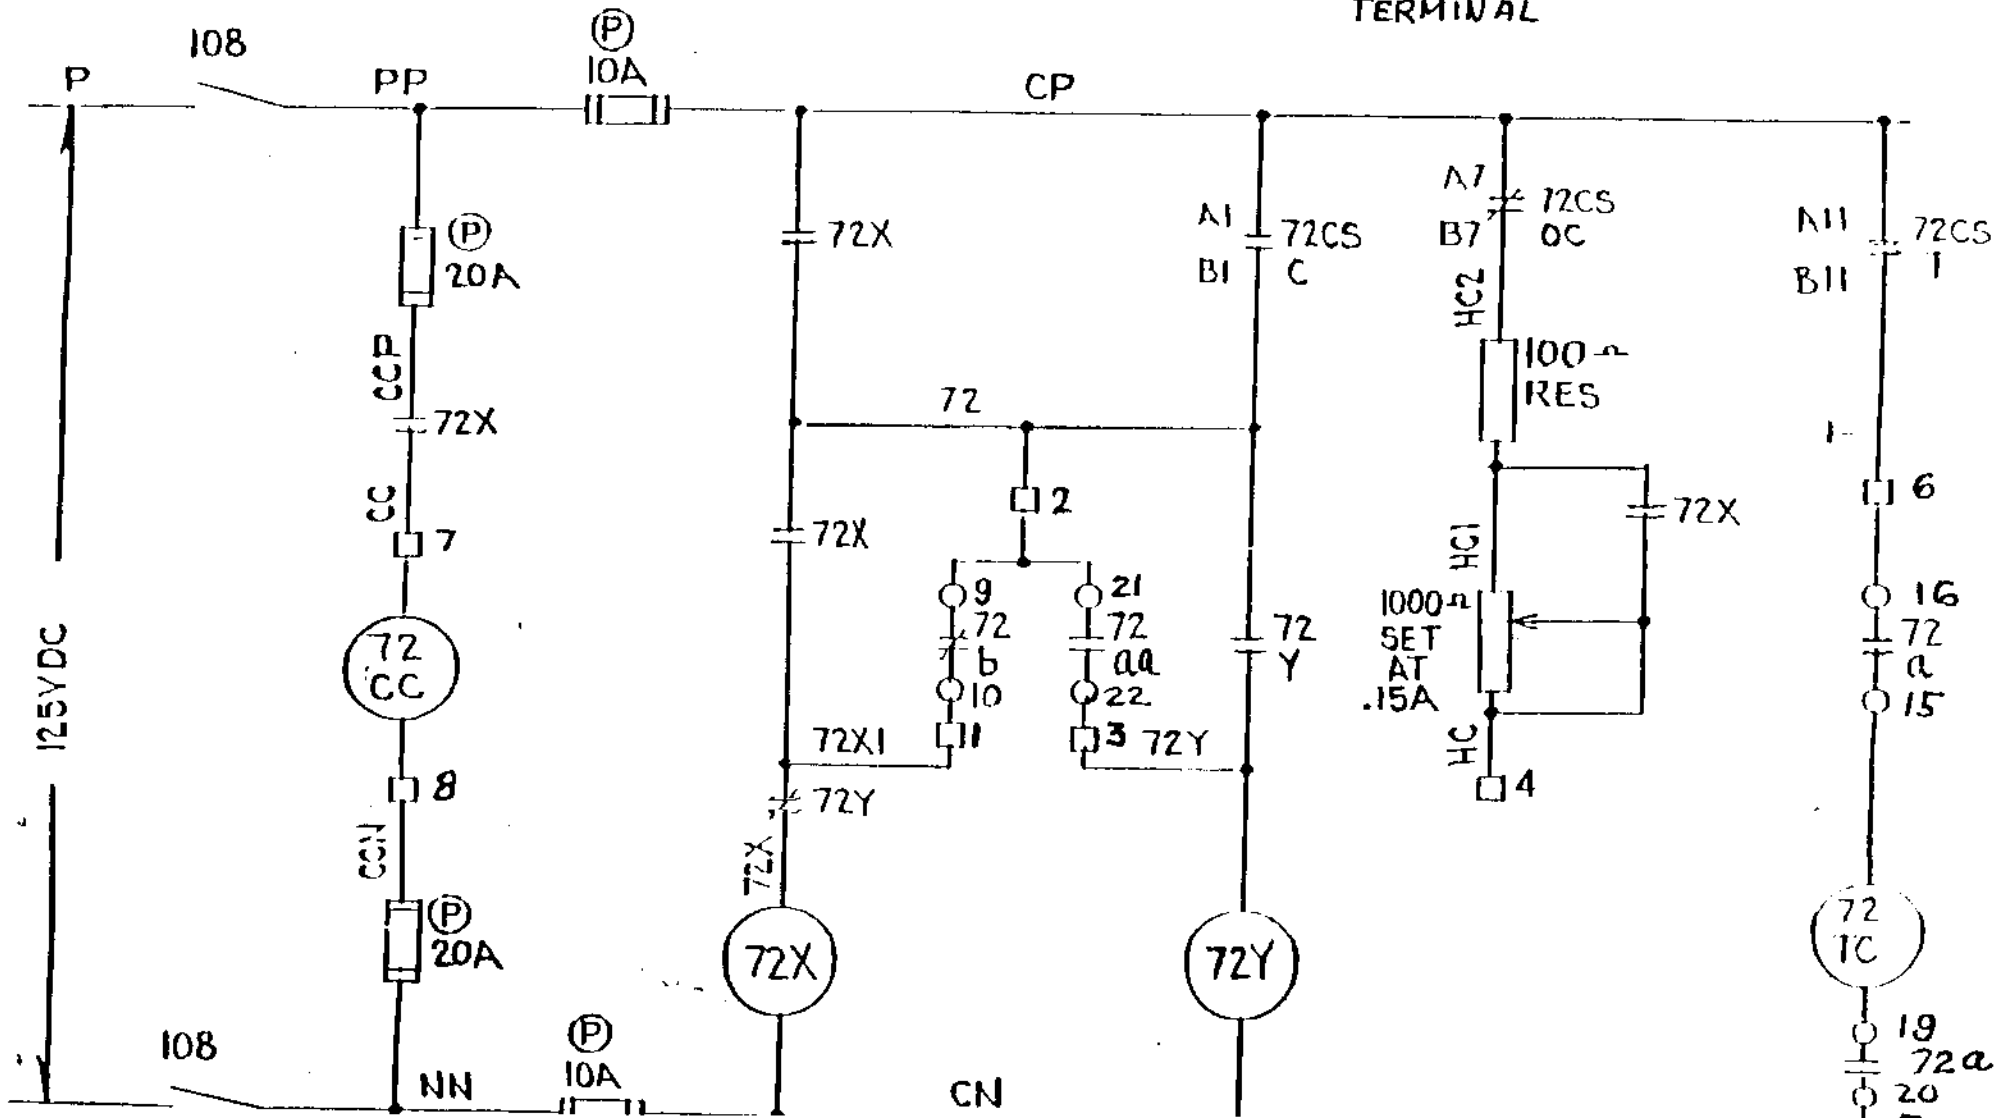 TERMINAL
108
P
10A
P
PP
CP
72X
A1
72CS
B1
C
A7
72CS
B7
OC
A11
72CS
B11
P
20A
CCP
72X
HC2
100Ω
RES
72
CC
7
2
72X
72X
6
HC1
9
21
1000Ω
SET
AT
.15A
16
72
b
72
aa
72
Y
72
a
10
22
15
125VDC
72
CC
72X1
1
3
72Y
HC
4
8
72Y
72X
CCN
P
20A
72X
72Y
72
TC
108
NN
P
10A
CN
19
72a
20